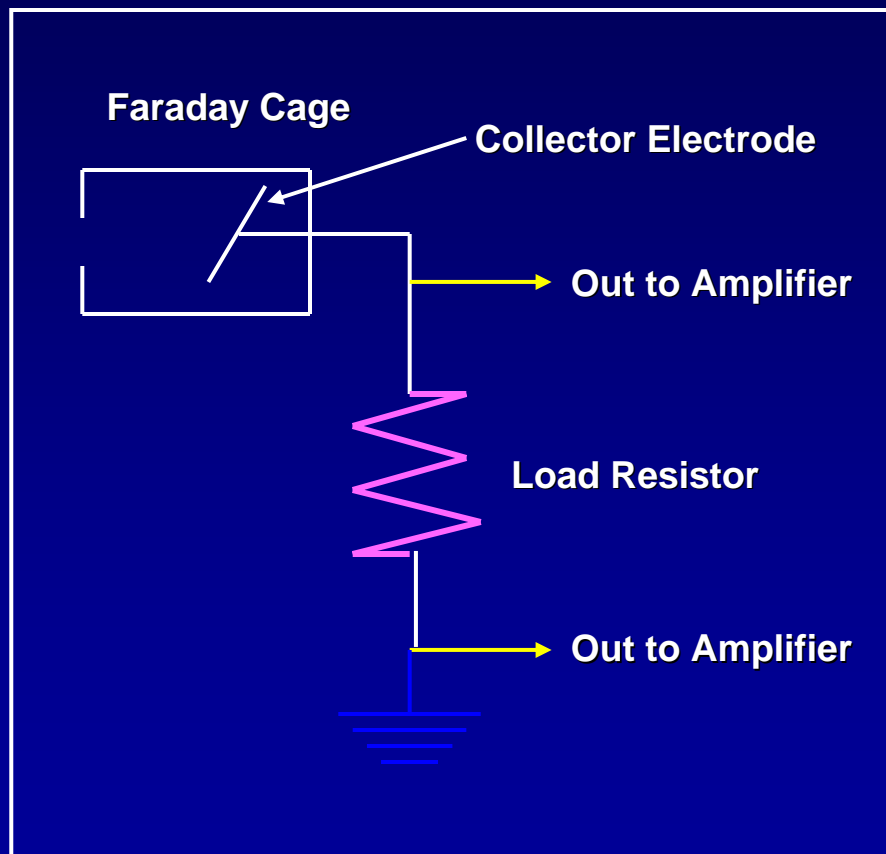 Faraday Cage
Collector Electrode
Out to Amplifier
Load Resistor
Out to Amplifier